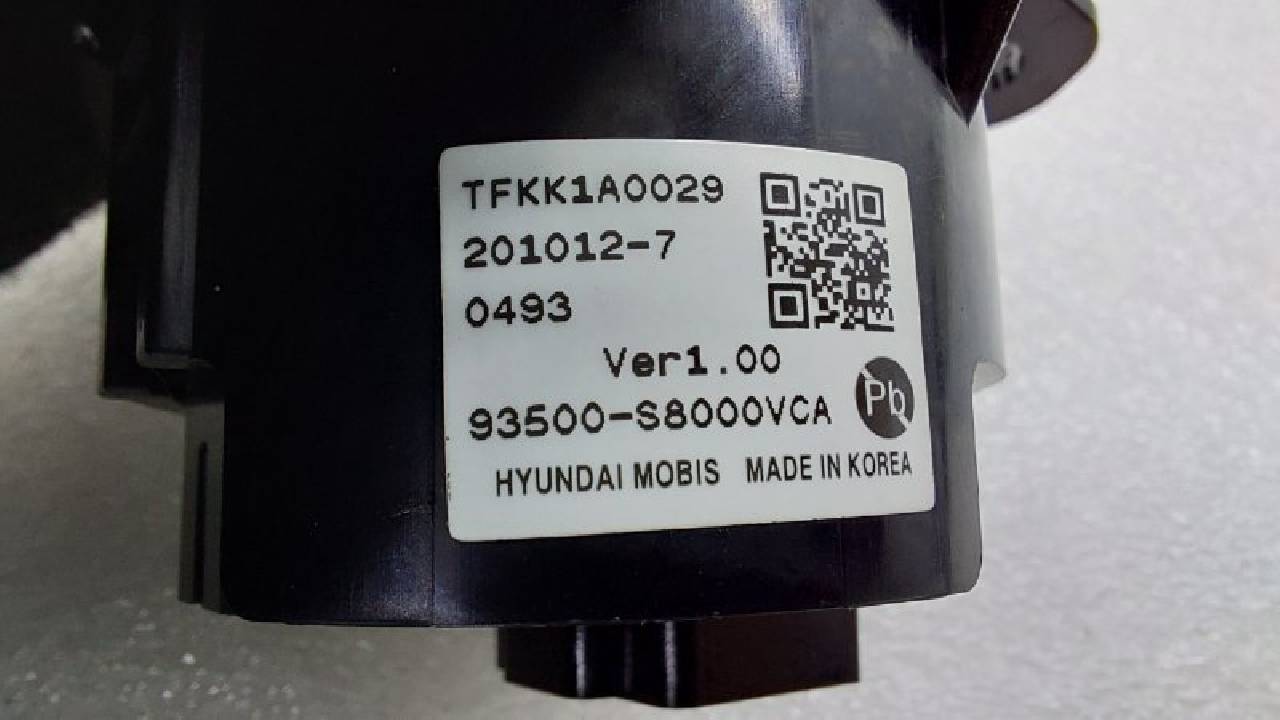 TFKK1A0029
201012-7
0493
Ver1.00
93500-S8000VCA
Pb
HYUNDAI MOBIS MADE IN KOREA